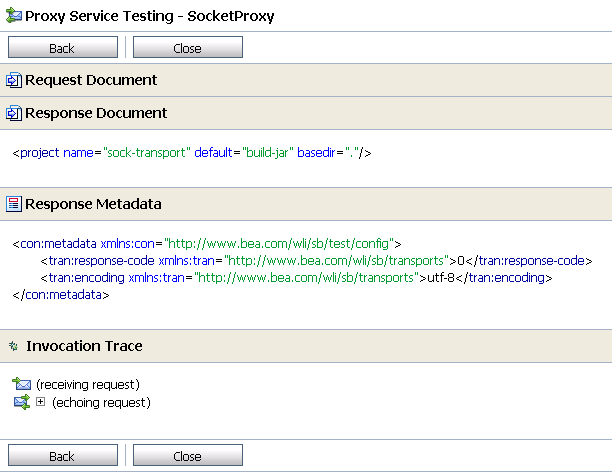 Proxy Service Testing - SocketProxy
Back Close
Request Document
Response Document
<project name="sock-transport" default="build-jar" basedir="."/>
Response Metadata
<con:metadata xmlns:con="http://www.bea.com/wli/sb/test/config">
<tran:response-code xmlns:tran="http://www.bea.com/wli/sb/transports">0</tran:response-code>
<tran:encoding xmlns:tran="http://www.bea.com/wli/sb/transports">utf-8</tran:encoding>
</con:metadata>
Invocation Trace
(receiving request)
(echoing request)
Back Close